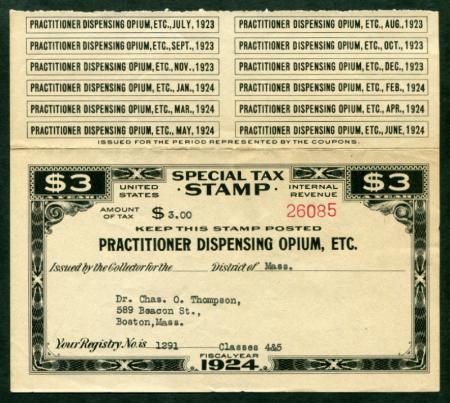 PRACTITIONER DISPENSING OPIUM, ETC., JULY, 1923 PRACTITIONER DISPENSING OPIUM, ETC., AUG., 1923
PRACTITIONER DISPENSING OPIUM, ETC., SEPT., 1923 PRACTITIONER DISPENSING OPIUM, ETC., OCT., 1923
PRACTITIONER DISPENSING OPIUM, ETC., NOV., 1923 PRACTITIONER DISPENSING OPIUM, ETC., DEC., 1923
PRACTITIONER DISPENSING OPIUM, ETC., JAN., 1924 PRACTITIONER DISPENSING OPIUM, ETC., FEB., 1924
PRACTITIONER DISPENSING OPIUM, ETC., MAR., 1924 PRACTITIONER DISPENSING OPIUM, ETC., APR., 1924
PRACTITIONER DISPENSING OPIUM, ETC., MAY, 1924 PRACTITIONER DISPENSING OPIUM, ETC., JUNE, 1924
ISSUED FOR THE PERIOD REPRESENTED BY THE COUPONS.
$3 SPECIAL TAX $3
A YEAR UNITED STATES STAMP INTERNAL REVENUE A YEAR
AMOUNT OF TAX $3.00 26085
KEEP THIS STAMP POSTED
PRACTITIONER DISPENSING OPIUM, ETC.
Issued by the Collector for the District of Mass.
Dr. Chas. O. Thompson,
589 Beacon St.,
Boston,Mass.
Your Registry No. is 1291 Classes 4&5
FISCAL YEAR
1924